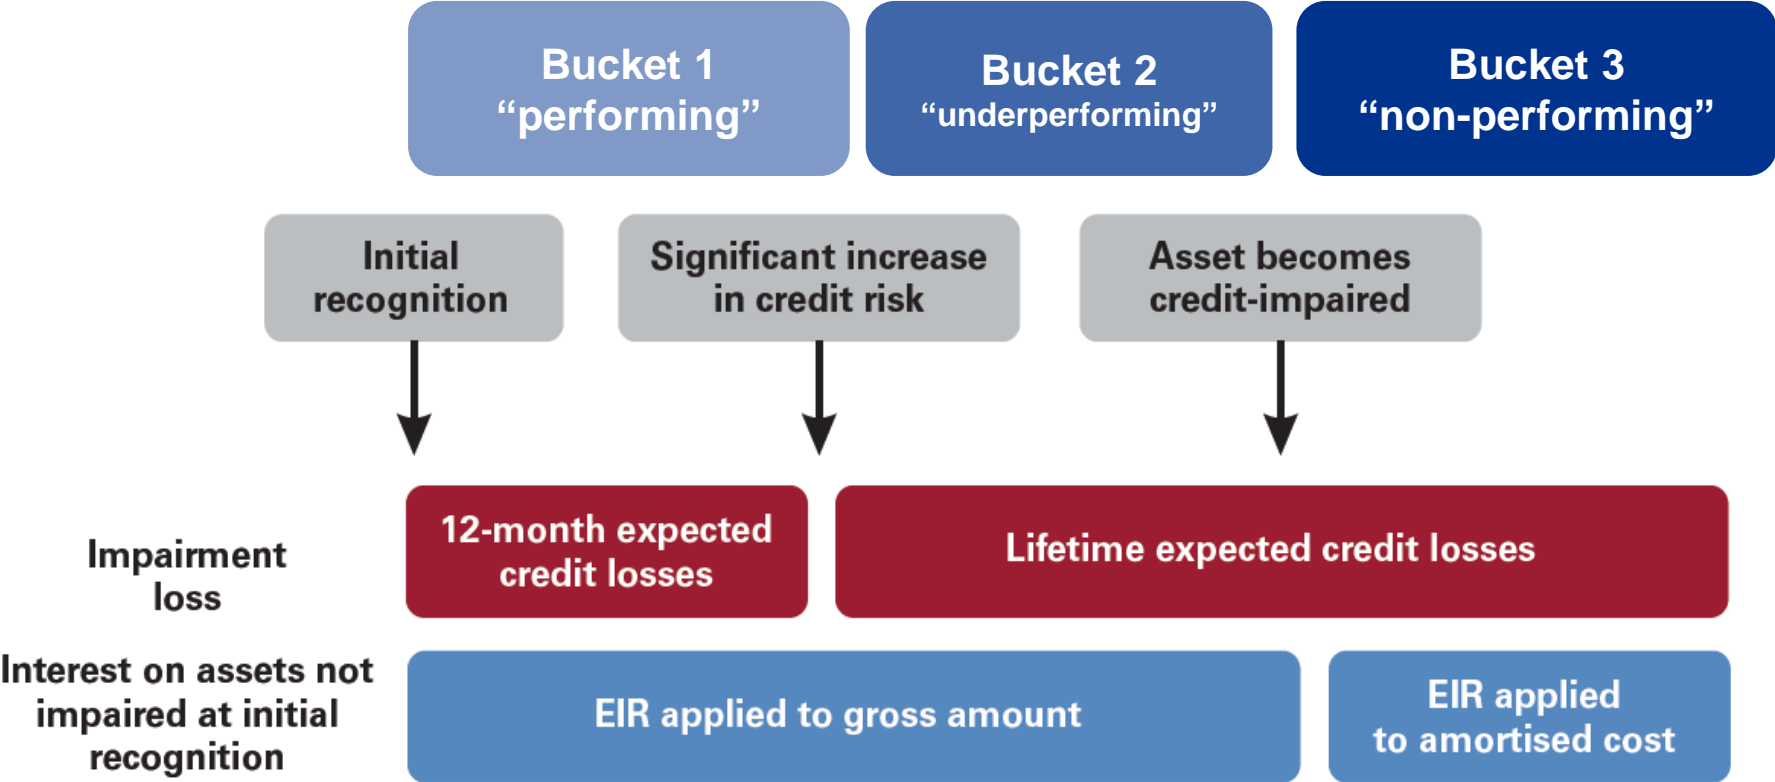 Bucket 1
“performing”
Bucket 2
“underperforming”
Bucket 3
“non-performing”
Initial
recognition
Significant increase
in credit risk
Asset becomes
credit-impaired
Impairment
loss
12-month expected
credit losses
Lifetime expected credit losses
Interest on assets not
impaired at initial
recognition
EIR applied to gross amount
EIR applied
to amortised cost